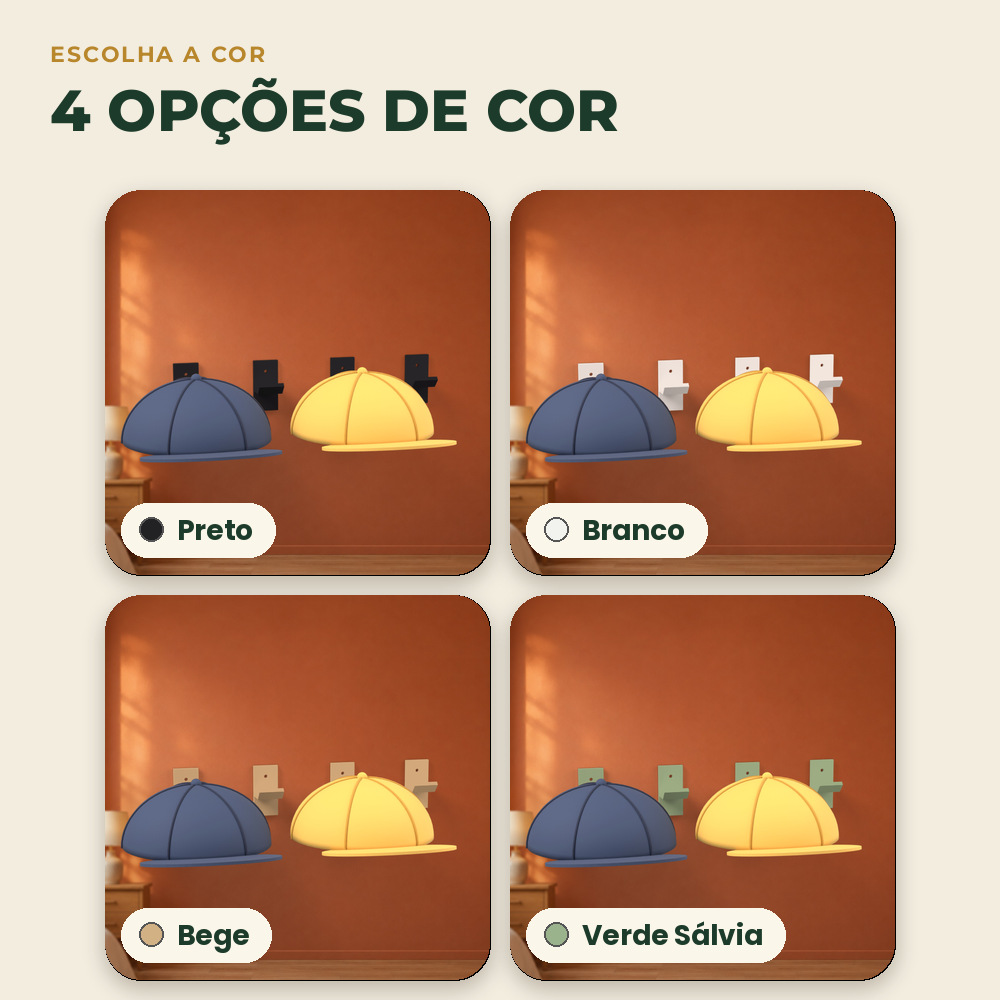 ESCOLHA A COR
4 OPÇÕES DE COR
Preto
Branco
Bege
Verde Sálvia